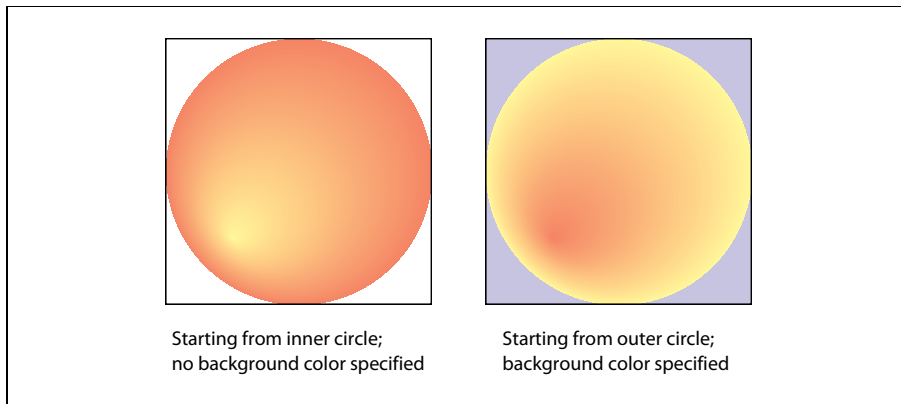 Starting from inner circle;
no background color specified
Starting from outer circle;
background color specified